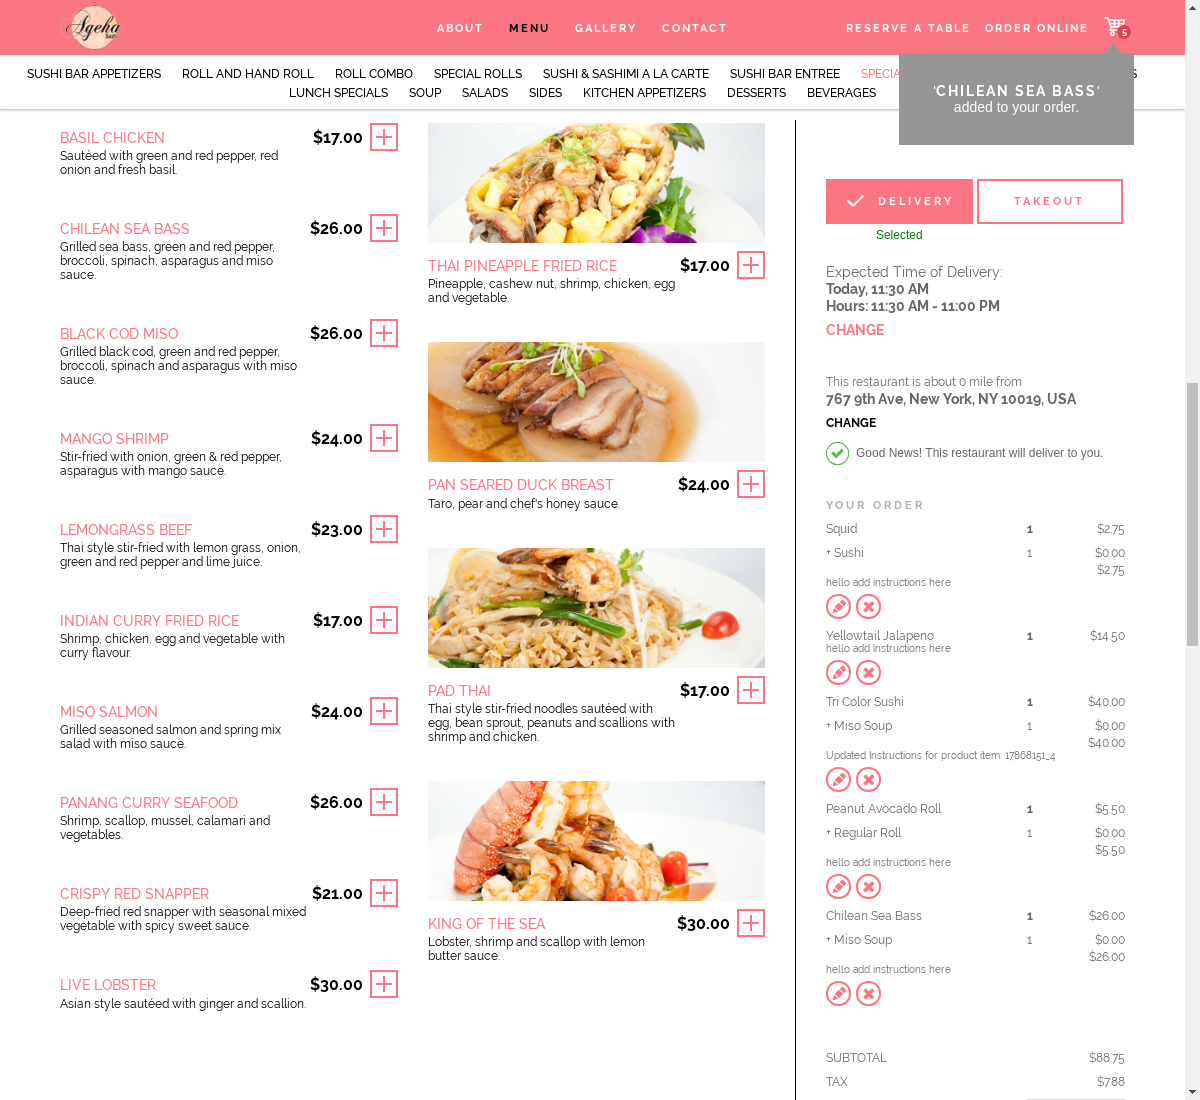 Ageha
ABOUT
MENU
GALLERY
CONTACT
RESERVE A TABLE
ORDER ONLINE
5
SUSHI BAR APPETIZERS
ROLL AND HAND ROLL
ROLL COMBO
SPECIAL ROLLS
SUSHI & SASHIMI A LA CARTE
SUSHI BAR ENTREE
LUNCH SPECIALS
SOUP
SALADS
SIDES
KITCHEN APPETIZERS
DESSERTS
BEVERAGES
'CHILEAN SEA BASS'
added to your order.
BASIL CHICKEN
$17.00
Sautéed with green and red pepper, red
onion and fresh basil.
CHILEAN SEA BASS
$26.00
Grilled sea bass, green and red pepper,
broccoli, spinach, asparagus and miso
sauce.
BLACK COD MISO
$26.00
Grilled black cod, green and red pepper,
broccoli, spinach and asparagus with miso
sauce.
MANGO SHRIMP
$24.00
Stir-fried with onion, green & red pepper,
asparagus with mango sauce.
LEMONGRASS BEEF
$23.00
Thai style stir-fried with lemon grass, onion,
green and red pepper and lime juice.
INDIAN CURRY FRIED RICE
$17.00
Shrimp, chicken, egg and vegetable with
curry flavour.
MISO SALMON
$24.00
Grilled seasoned salmon and spring mix
salad with miso sauce.
PANANG CURRY SEAFOOD
$26.00
Shrimp, scallop, mussel, calamari and
vegetables.
CRISPY RED SNAPPER
$21.00
Deep-fried red snapper with seasonal mixed
vegetable with spicy sweet sauce.
LIVE LOBSTER
$30.00
Asian style sautéed with ginger and scallion.
THAI PINEAPPLE FRIED RICE
$17.00
Pineapple, cashew nut, shrimp, chicken, egg
and vegetable.
PAN SEARED DUCK BREAST
$24.00
Taro, pear and chef's honey sauce.
PAD THAI
$17.00
Thai style stir-fried noodles sautéed with
egg, bean sprout, peanuts and scallions with
shrimp and chicken.
KING OF THE SEA
$30.00
Lobster, shrimp and scallop with lemon
butter sauce.
DELIVERY
TAKEOUT
Selected
Expected Time of Delivery:
Today, 11:30 AM
Hours: 11:30 AM - 11:00 PM
CHANGE
This restaurant is about 0 mile from
767 9th Ave, New York, NY 10019, USA
CHANGE
Good News! This restaurant will deliver to you.
YOUR ORDER
Squid 1 $2.75
+ Sushi 1 $0.00
$2.75
hello add instructions here
Yellowtail Jalapeno 1 $14.50
hello add instructions here
Tri Color Sushi 1 $40.00
+ Miso Soup 1 $0.00
$40.00
Updated Instructions for product item: 17868151_4
Peanut Avocado Roll 1 $5.50
+ Regular Roll 1 $0.00
$5.50
hello add instructions here
Chilean Sea Bass 1 $26.00
+ Miso Soup 1 $0.00
$26.00
hello add instructions here
SUBTOTAL $88.75
TAX $7.88